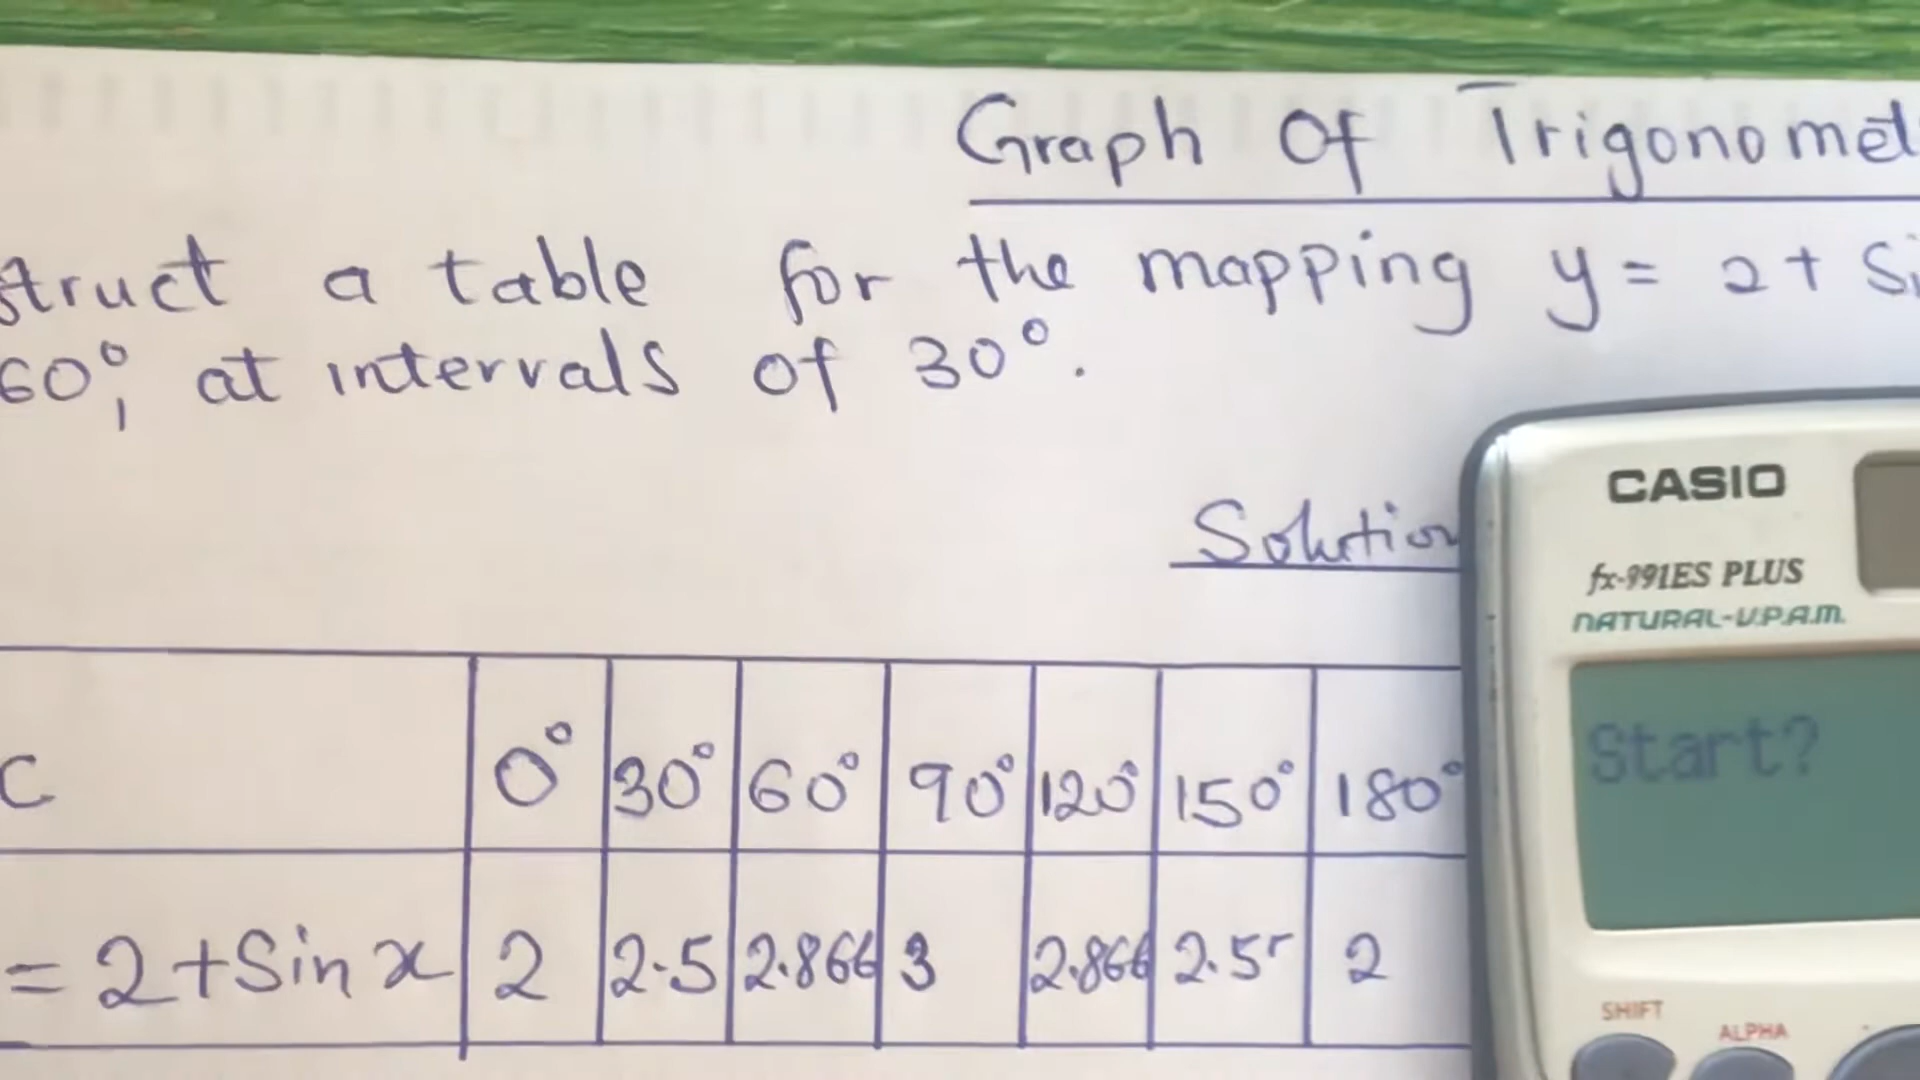 Graph Of Trigonomet
struct a table for the mapping y = 2 + Si
60°, at intervals of 30°.
Solution
CASIO
fx-991ES PLUS
NATURAL-V.P.A.M.
Start?
x 0° 30° 60° 90° 120° 150° 180°
= 2+Sin x 2 2.5 2.866 3 2.866 2.5 2
SHIFT
ALPHA